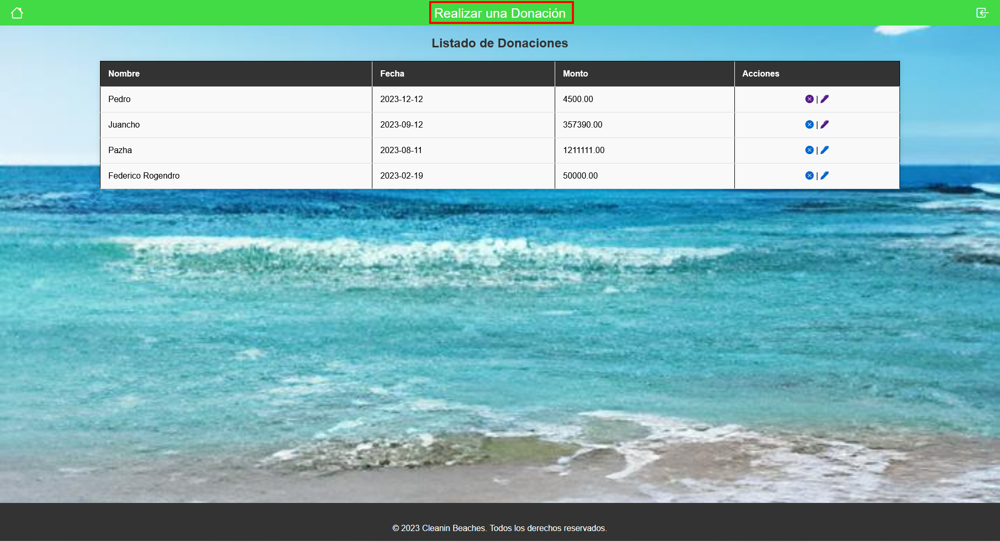 Realizar una Donación
Listado de Donaciones
Nombre Fecha Monto Acciones
Pedro 2023-12-12 4500.00 |
Juancho 2023-09-12 357390.00 |
Pazha 2023-08-11 1211111.00 |
Federico Rogendro 2023-02-19 50000.00 |
© 2023 Cleanin Beaches. Todos los derechos reservados.